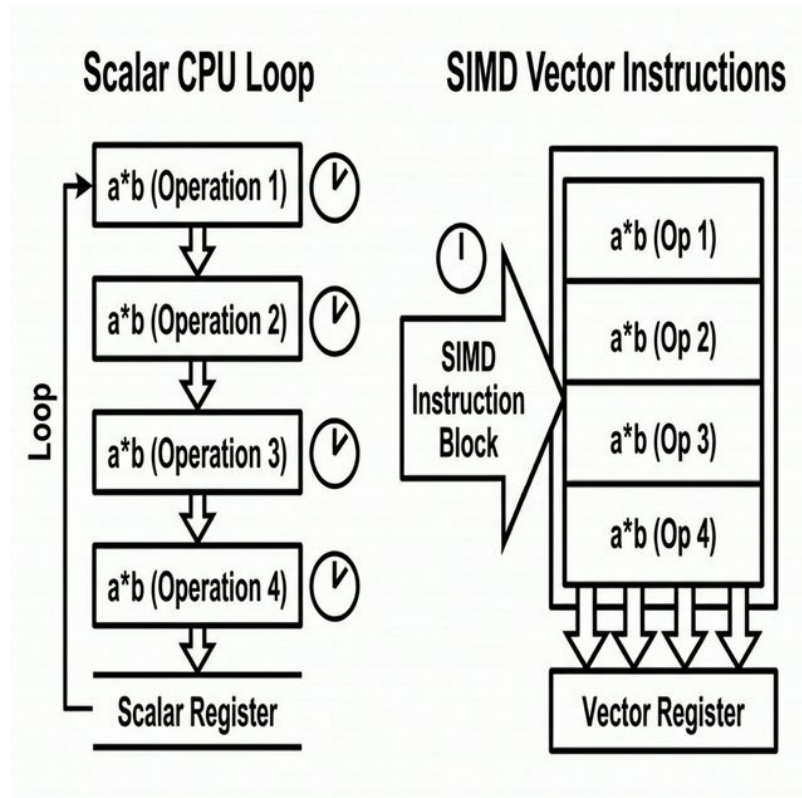 Scalar CPU Loop
a*b (Operation 1)
a*b (Operation 2)
a*b (Operation 3)
a*b (Operation 4)
Scalar Register
Loop
SIMD Vector Instructions
SIMD
Instruction
Block
a*b (Op 1)
a*b (Op 2)
a*b (Op 3)
a*b (Op 4)
Vector Register